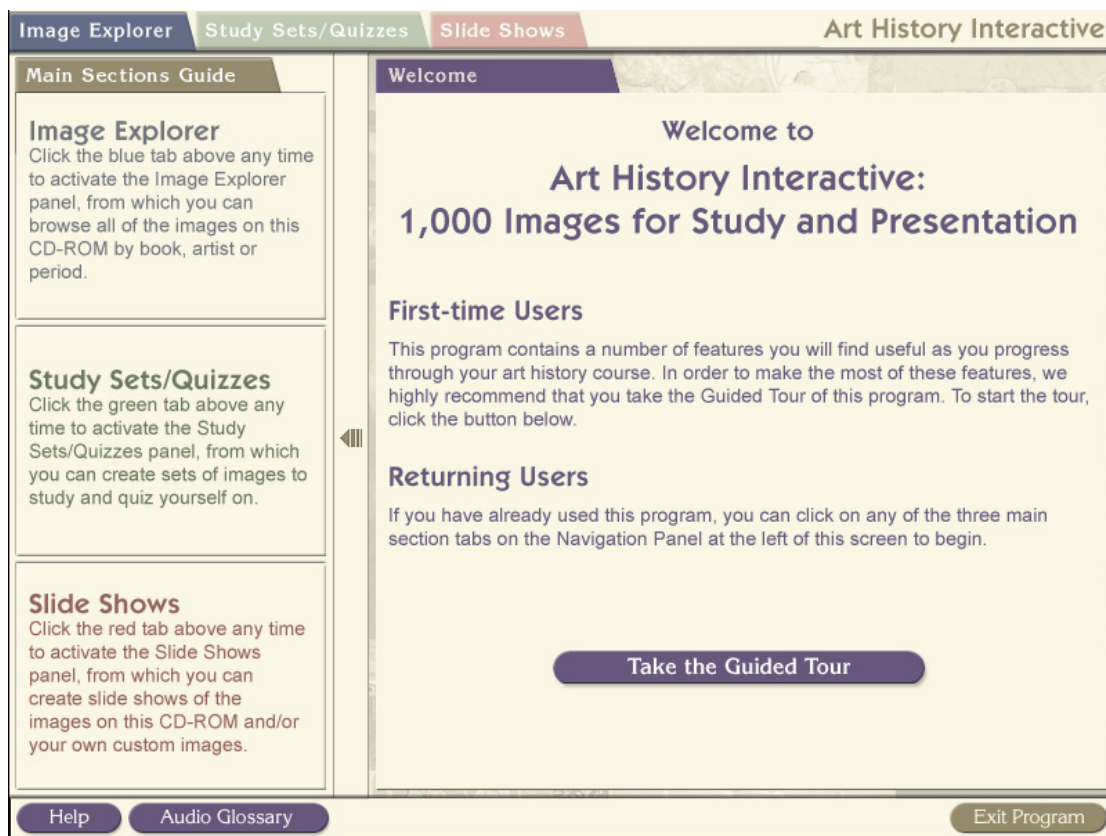 Image Explorer
Study Sets/Quizzes
Slide Shows
Art History Interactive
Main Sections Guide
Image Explorer
Click the blue tab above any time
to activate the Image Explorer
panel, from which you can
browse all of the images on this
CD-ROM by book, artist or
period.
Study Sets/Quizzes
Click the green tab above any
time to activate the Study
Sets/Quizzes panel, from which
you can create sets of images to
study and quiz yourself on.
Slide Shows
Click the red tab above any time
to activate the Slide Shows
panel, from which you can
create slide shows of the
images on this CD-ROM and/or
your own custom images.
Welcome
Welcome to
Art History Interactive:
1,000 Images for Study and Presentation
First-time Users
This program contains a number of features you will find useful as you progress
through your art history course. In order to make the most of these features, we
highly recommend that you take the Guided Tour of this program. To start the tour,
click the button below.
Returning Users
If you have already used this program, you can click on any of the three main
section tabs on the Navigation Panel at the left of this screen to begin.
Take the Guided Tour
Help
Audio Glossary
Exit Program